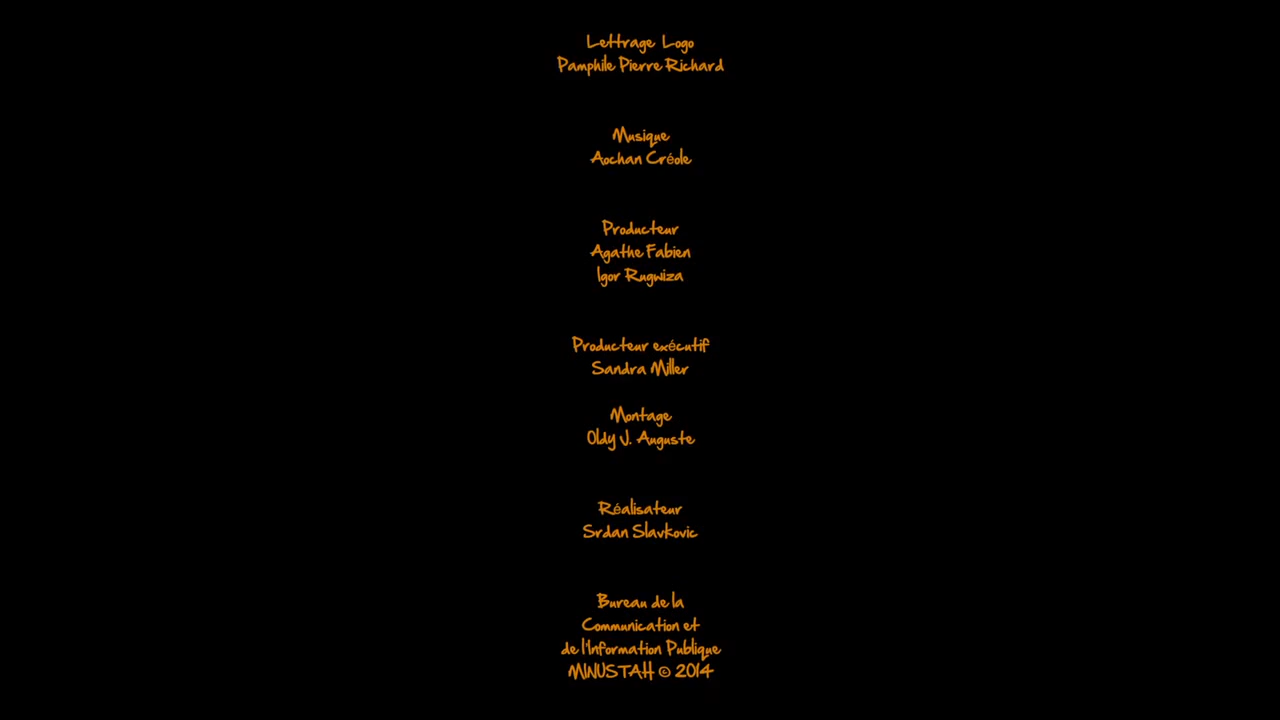 Lettrage Logo
Pamphile Pierre Richard
Musique
Aochan Créole
Producteur
Agathe Fabien
Igor Rugwiza
Producteur exécutif
Sandra Miller
Montage
Oldy J. Auguste
Réalisateur
Srdan Slavkovic
Bureau de la
Communication et
de l'Information Publique
MINUSTAH © 2014